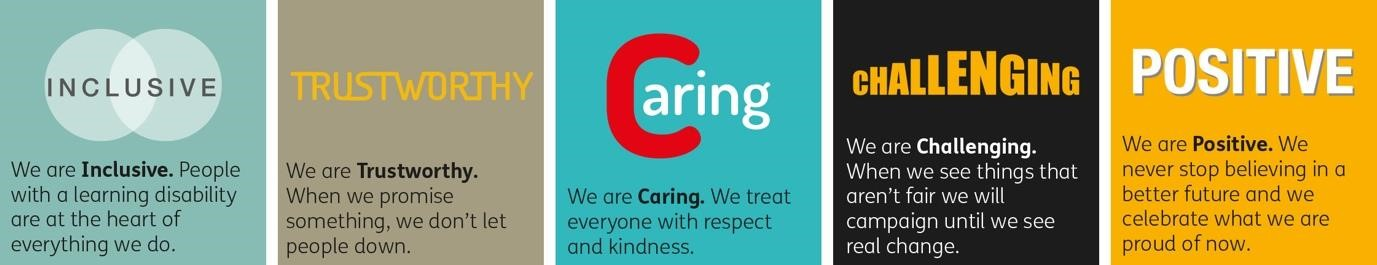 INCLUSIVE
We are Inclusive. People
with a learning disability
are at the heart of
everything we do.
TRUSTWORTHY
We are Trustworthy.
When we promise
something, we don’t let
people down.
Caring
We are Caring. We treat
everyone with respect
and kindness.
CHALLENGING
We are Challenging.
When we see things that
aren’t fair we will
campaign until we see
real change.
POSITIVE
We are Positive. We
never stop believing in a
better future and we
celebrate what we are
proud of now.